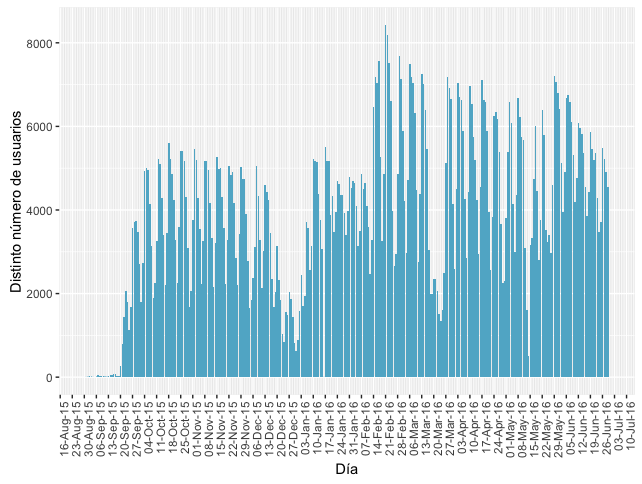 Distinto número de usuarios
8000
6000
4000
2000
0
16-Aug-15
23-Aug-15
30-Aug-15
06-Sep-15
13-Sep-15
20-Sep-15
27-Sep-15
04-Oct-15
11-Oct-15
18-Oct-15
25-Oct-15
01-Nov-15
08-Nov-15
15-Nov-15
22-Nov-15
29-Nov-15
06-Dec-15
13-Dec-15
20-Dec-15
27-Dec-15
03-Jan-16
10-Jan-16
17-Jan-16
24-Jan-16
31-Jan-16
07-Feb-16
14-Feb-16
21-Feb-16
28-Feb-16
06-Mar-16
13-Mar-16
20-Mar-16
27-Mar-16
03-Apr-16
10-Apr-16
17-Apr-16
24-Apr-16
01-May-16
08-May-16
15-May-16
22-May-16
29-May-16
05-Jun-16
12-Jun-16
19-Jun-16
26-Jun-16
03-Jul-16
10-Jul-16
Día